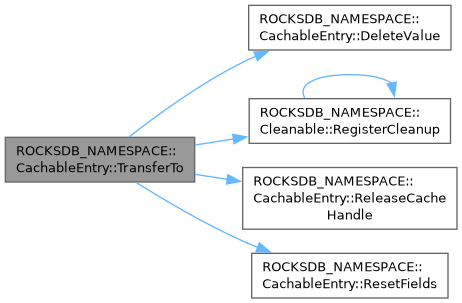 ROCKSDB_NAMESPACE::
CachableEntry::TransferTo
ROCKSDB_NAMESPACE::
CachableEntry::DeleteValue
ROCKSDB_NAMESPACE::
Cleanable::RegisterCleanup
ROCKSDB_NAMESPACE::
CachableEntry::ReleaseCache
Handle
ROCKSDB_NAMESPACE::
CachableEntry::ResetFields